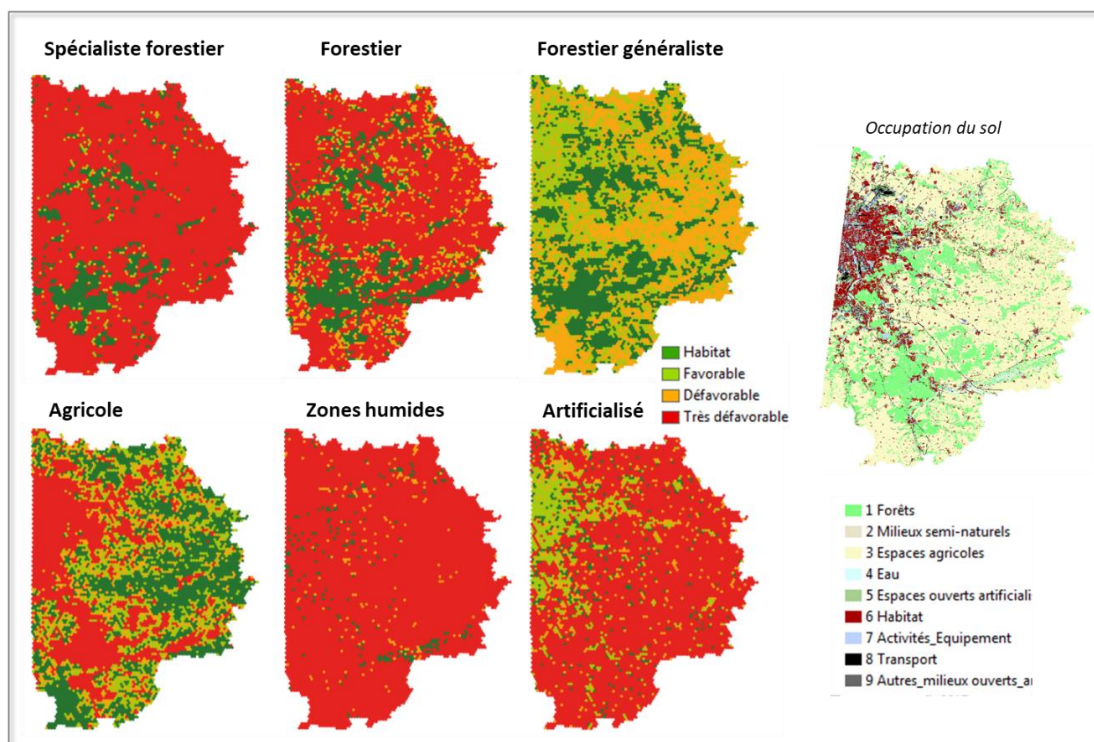 Spécialiste forestier
Forestier
Forestier généraliste
Occupation du sol
Habitat
Favorable
Défavorable
Très défavorable
Agricole
Zones humides
Artificialisé
1 Forêts
2 Milieux semi-naturels
3 Espaces agricoles
4 Eau
5 Espaces ouverts artificiali
6 Habitat
7 Activités_Equipement
8 Transport
9 Autres_milieux ouverts_a